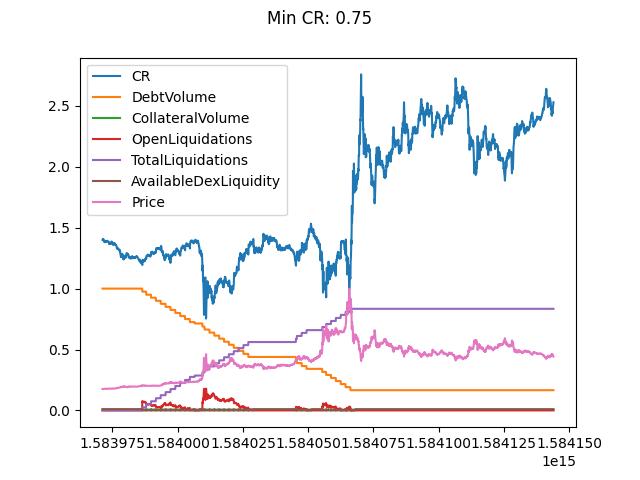 Min CR: 0.75
CR
DebtVolume
CollateralVolume
OpenLiquidations
TotalLiquidations
AvailableDexLiquidity
Price
2.5
2.0
1.5
1.0
0.5
0.0
1.583975 1.584000 1.584025 1.584050 1.584075 1.584100 1.584125 1.584150
1e15